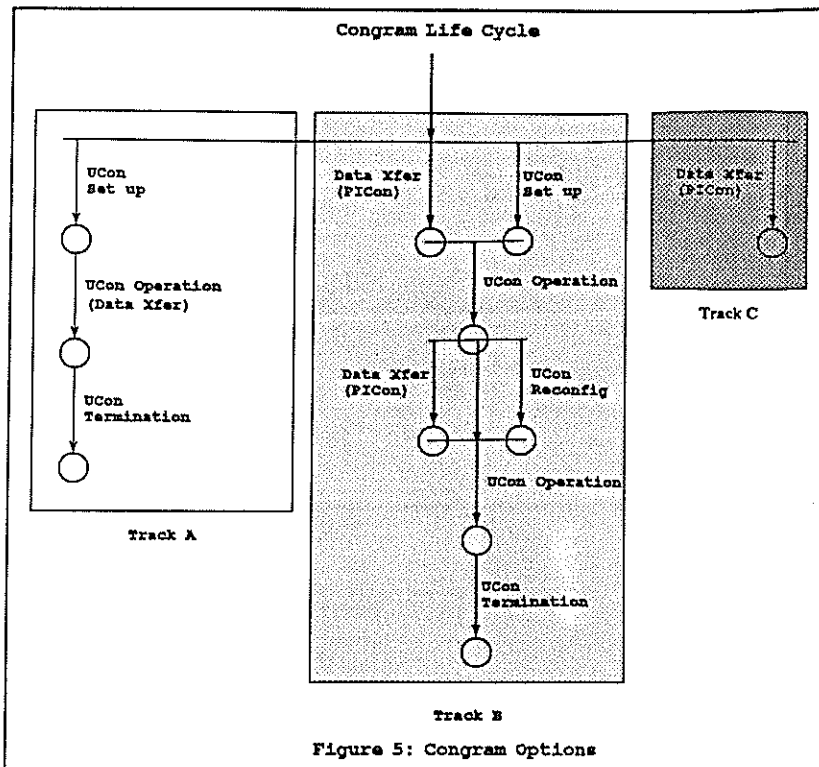 Congram Life Cycle
UCon
Set up
UCon Operation
(Data Xfer)
UCon
Termination
Track A
Data Xfer
(PICon)
UCon
Set up
UCon Operation
Data Xfer
(PICon)
UCon
Reconfig
UCon Operation
UCon
Termination
Track B
Data Xfer
(PICon)
Track C
Figure 5: Congram Options